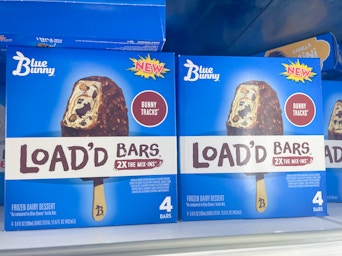 Blue
Bunny
NEW
BUNNY
TRACKS
LOAD'D BARS
2X THE MIX-INS*
FROZEN DAIRY DESSERT
4
BARS
Blue
Bunny
NEW
BUNNY
TRACKS
LOAD'D BARS
2X THE MIX-INS*
FROZEN DAIRY DESSERT
4
BARS